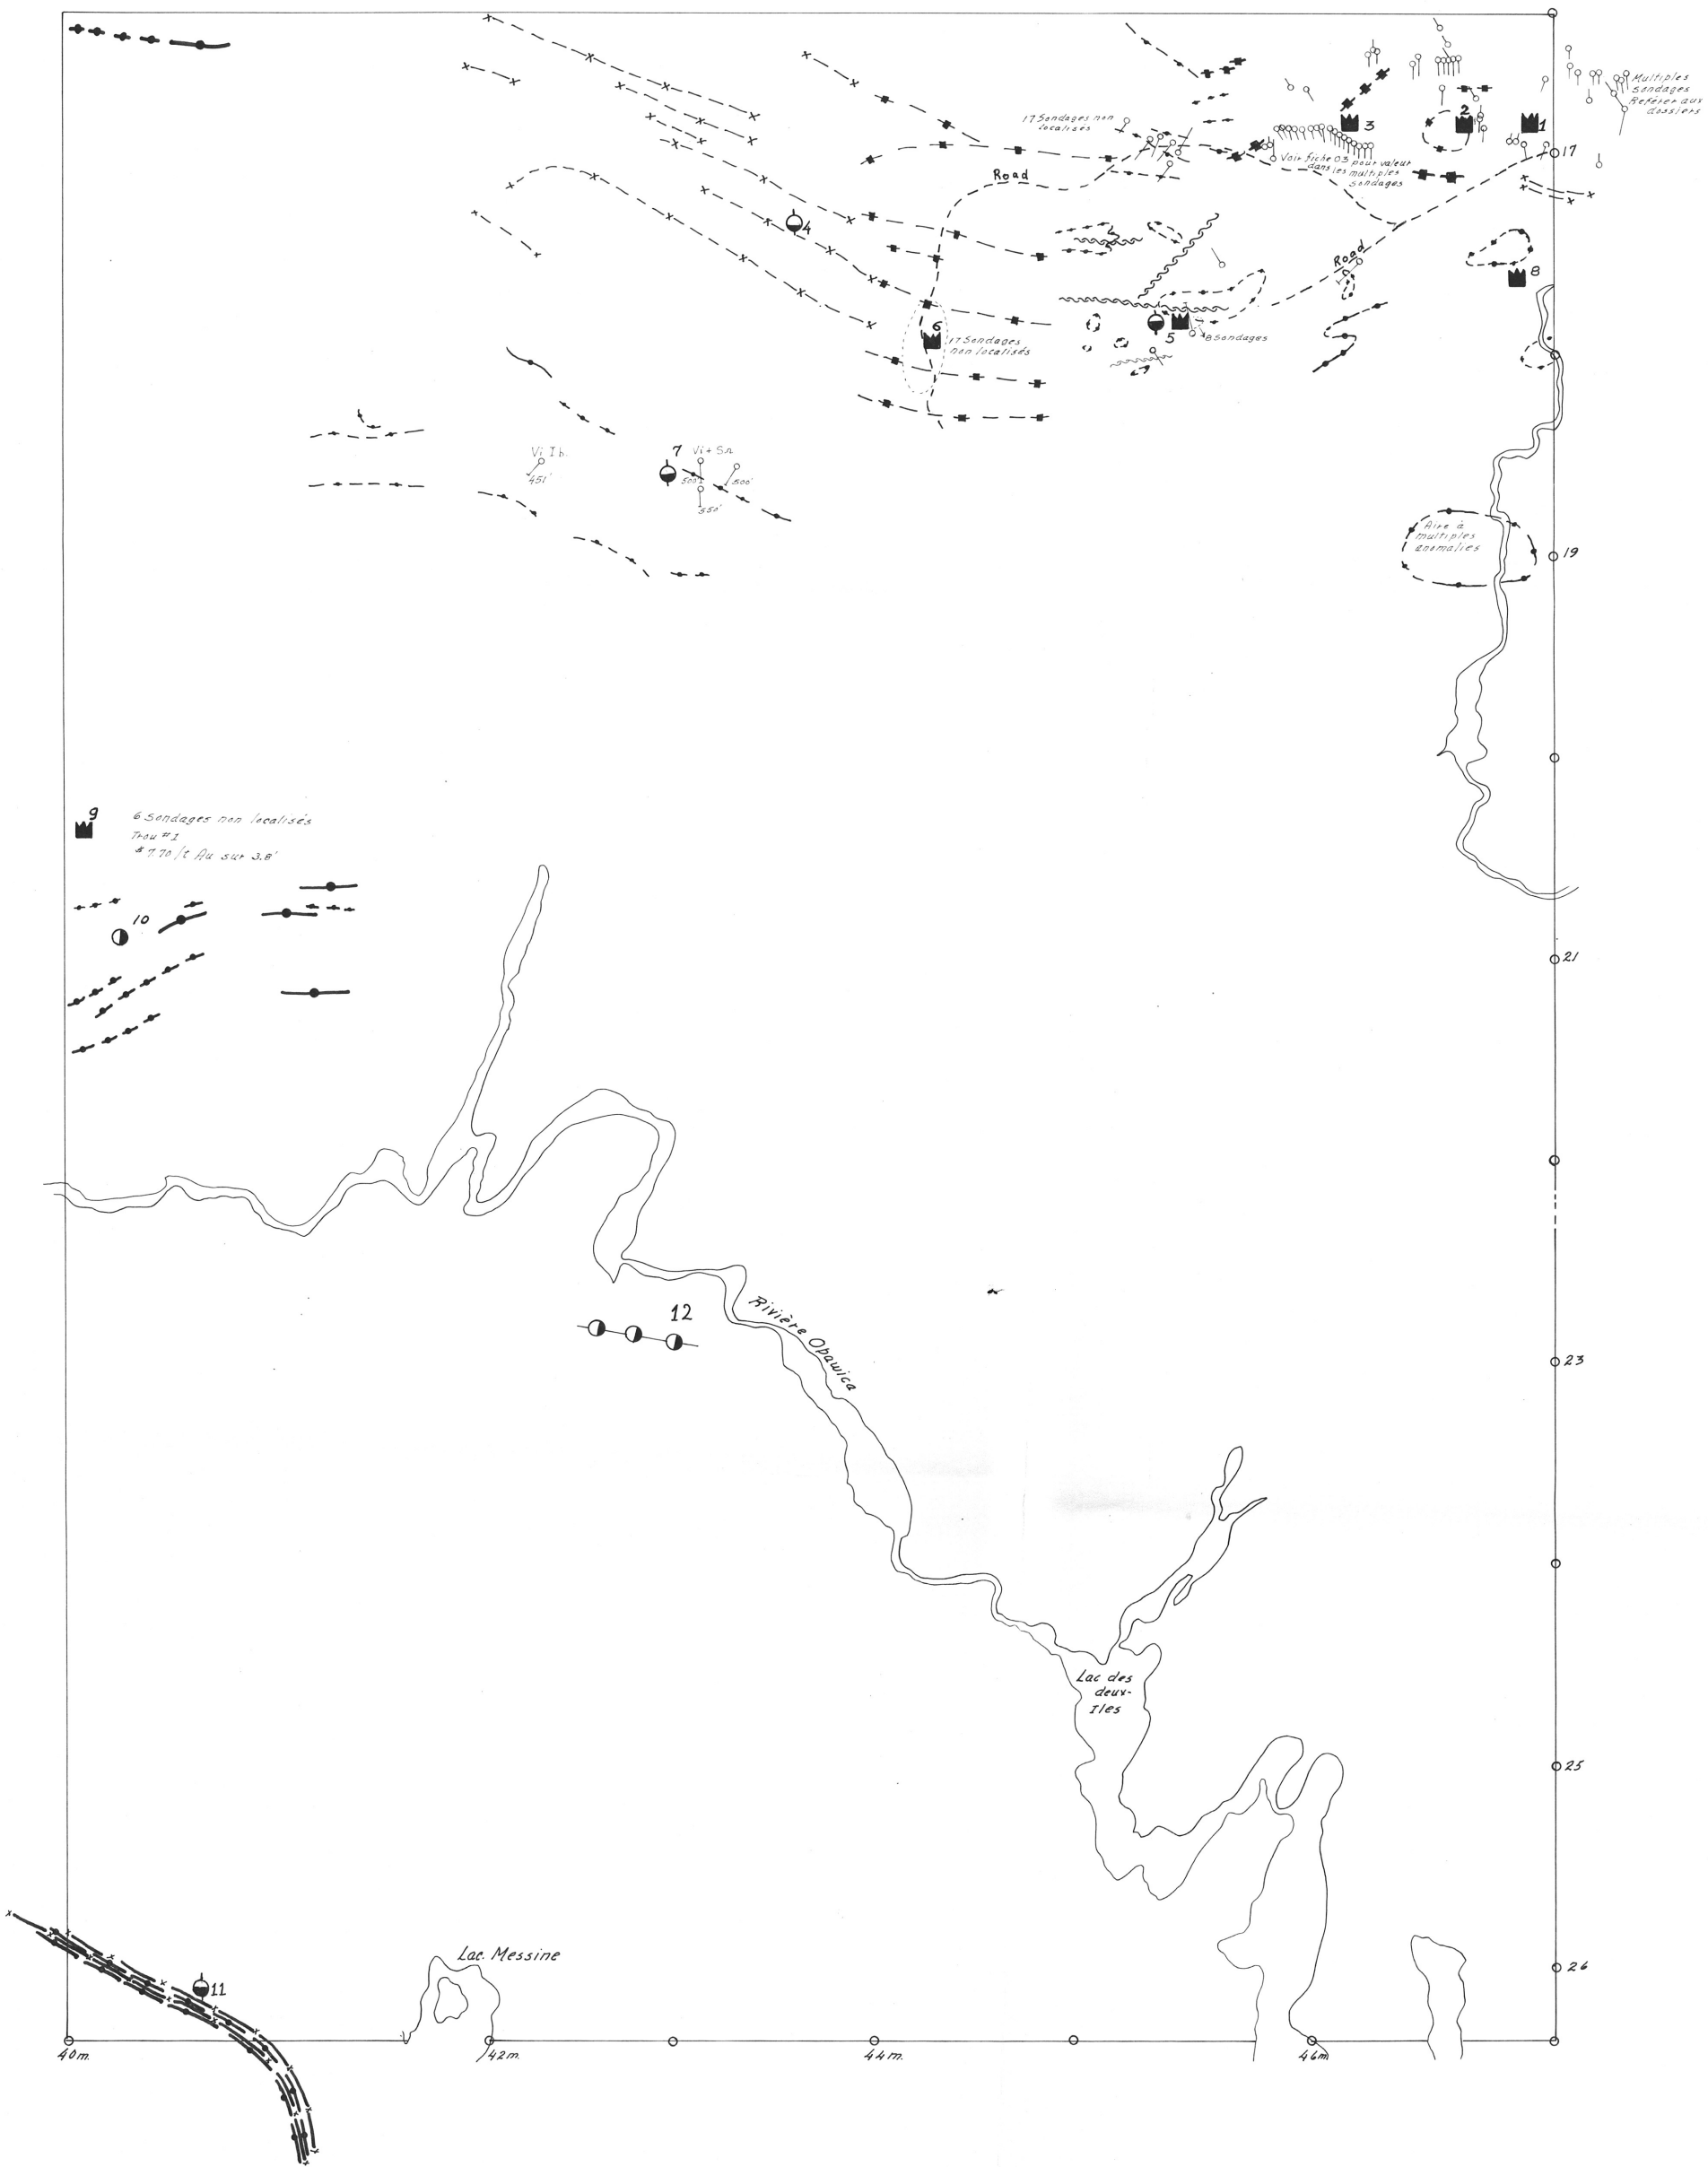 Multiples
Sondages
Référer aux
dossiers
17 Sondages non
localisés
1
2
3
17
Voir fiche 03 pour valeur
dans les multiples
sondages
Road
4
Road
8
5
8 Sondages
6
17 Sondages
non localisés
7
Vi + Sn
500'
500'
550'
451'
Aire à
multiples
anomalies
19
9
6 Sondages non localisés
Trou #1
$ 7.70/t Au sur 3.8'
10
21
12
Rivière Opawica
23
Lac des
deux-
Iles
25
Lac. Messine
26
11
40m.
42m.
44m.
46m